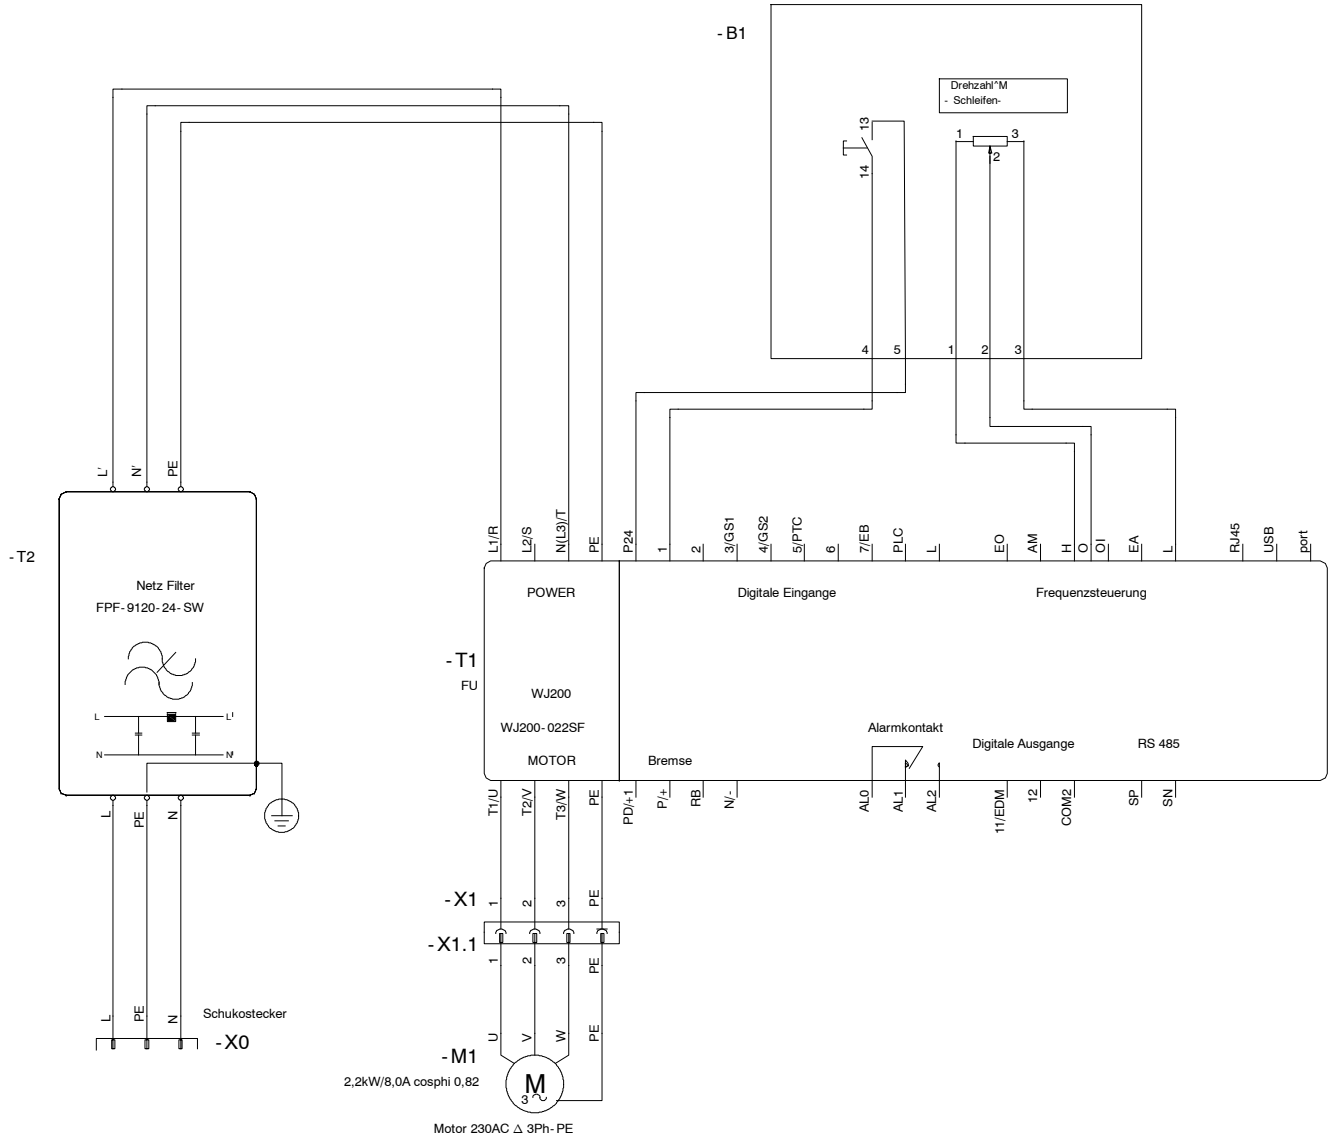 - B1
Drehzahl^M
- Schleifen-
13
14
1
3
2
4
5
1
2
3
L'
N'
PE
L1/R
L2/S
N(L3)/T
PE
P24
1
2
3/GS1
4/GS2
5/PTC
6
7/EB
PLC
L
EO
AM
H
O
OI
EA
L
RJ45
USB
port
- T2
Netz Filter
FPF- 9120- 24- SW
L
L'
N
N'
POWER
Digitale Eingange
Frequenzsteuerung
- T1
FU
WJ200
WJ200- 022SF
MOTOR
Bremse
Alarmkontakt
Digitale Ausgange
RS 485
L
PE
N
T1/U
T2/V
T3/W
PE
PD/+1
P/+
RB
N/-
AL0
AL1
AL2
11/EDM
12
COM2
SP
SN
- X1
1
2
3
PE
- X1.1
1
2
3
PE
L
PE
N
Schukostecker
- X0
U
V
W
PE
- M1
2,2kW/8,0A cosphi 0,82
M
3
Motor 230AC Δ 3Ph- PE